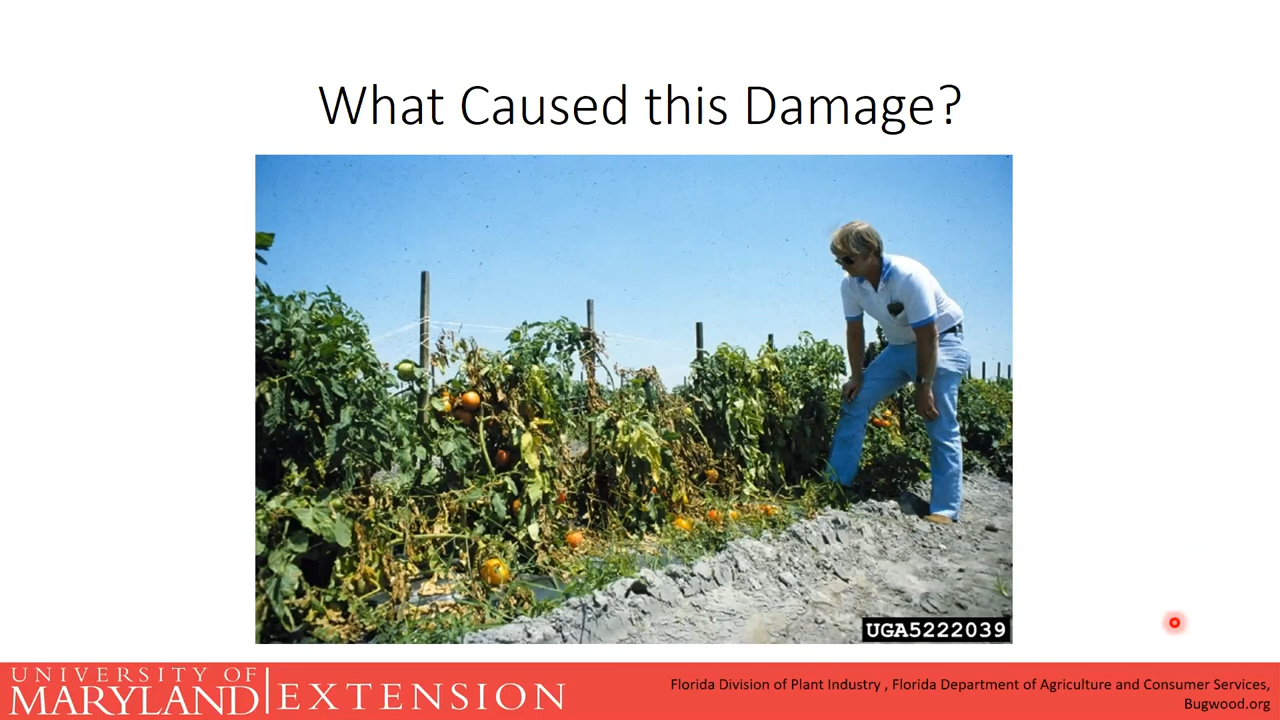 What Caused this Damage?
UGA5222039
UNIVERSITY OF
MARYLAND
EXTENSION
Florida Division of Plant Industry , Florida Department of Agriculture and Consumer Services,
Bugwood.org